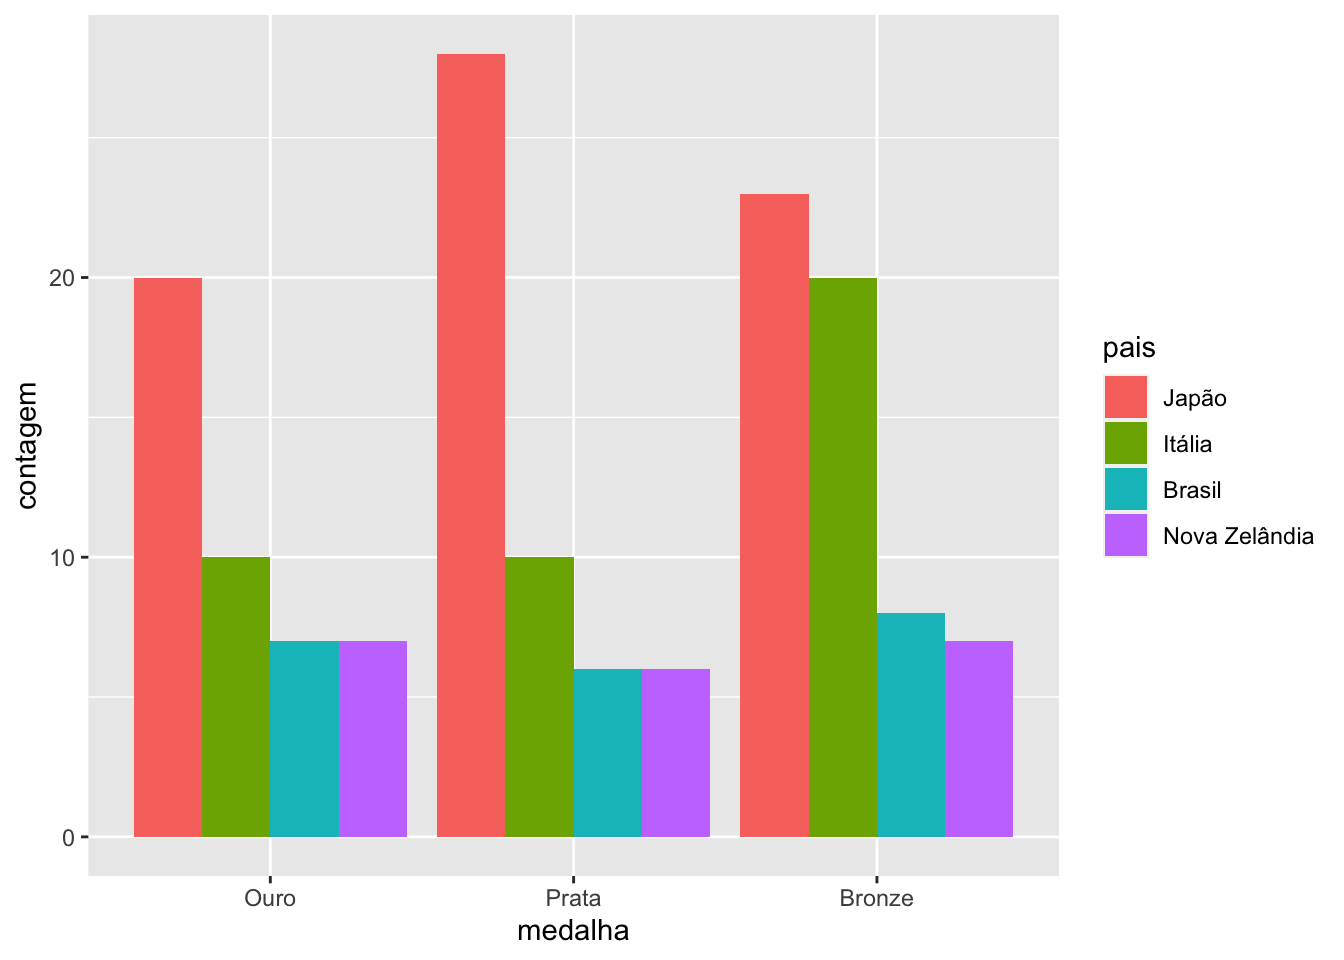 contagem
20
10
0
Ouro
Prata
Bronze
medalha
pais
Japão
Itália
Brasil
Nova Zelândia